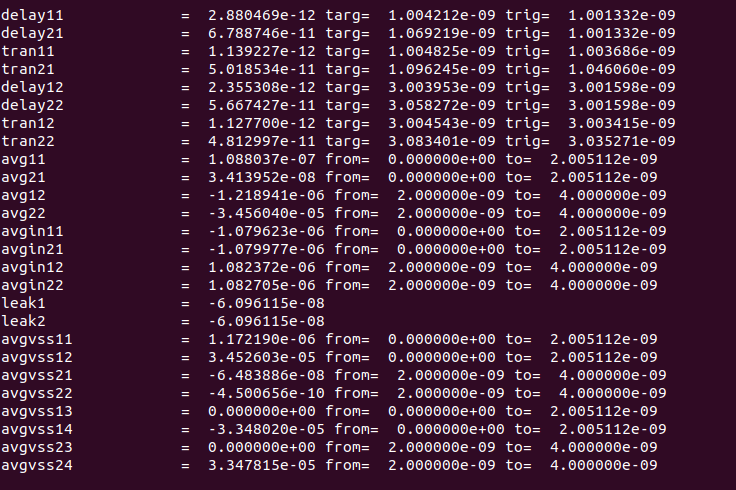 delay11 = 2.880469e-12 targ= 1.004212e-09 trig= 1.001332e-09
delay21 = 6.788746e-11 targ= 1.069219e-09 trig= 1.001332e-09
tran11 = 1.139227e-12 targ= 1.004825e-09 trig= 1.003686e-09
tran21 = 5.018534e-11 targ= 1.096245e-09 trig= 1.046060e-09
delay12 = 2.355308e-12 targ= 3.003953e-09 trig= 3.001598e-09
delay22 = 5.667427e-11 targ= 3.058272e-09 trig= 3.001598e-09
tran12 = 1.127700e-12 targ= 3.004543e-09 trig= 3.003415e-09
tran22 = 4.812997e-11 targ= 3.083401e-09 trig= 3.035271e-09
avg11 = 1.088037e-07 from= 0.000000e+00 to= 2.005112e-09
avg21 = 3.413952e-08 from= 0.000000e+00 to= 2.005112e-09
avg12 = -1.218941e-06 from= 2.000000e-09 to= 4.000000e-09
avg22 = -3.456040e-05 from= 2.000000e-09 to= 4.000000e-09
avgin11 = -1.079623e-06 from= 0.000000e+00 to= 2.005112e-09
avgin21 = -1.079977e-06 from= 0.000000e+00 to= 2.005112e-09
avgin12 = 1.082372e-06 from= 2.000000e-09 to= 4.000000e-09
avgin22 = 1.082705e-06 from= 2.000000e-09 to= 4.000000e-09
leak1 = -6.096115e-08
leak2 = -6.096115e-08
avgvss11 = 1.172190e-06 from= 0.000000e+00 to= 2.005112e-09
avgvss12 = 3.452603e-05 from= 0.000000e+00 to= 2.005112e-09
avgvss21 = -6.483886e-08 from= 2.000000e-09 to= 4.000000e-09
avgvss22 = -4.500656e-10 from= 2.000000e-09 to= 4.000000e-09
avgvss13 = 0.000000e+00 from= 0.000000e+00 to= 2.005112e-09
avgvss14 = -3.348020e-05 from= 0.000000e+00 to= 2.005112e-09
avgvss23 = 0.000000e+00 from= 2.000000e-09 to= 4.000000e-09
avgvss24 = 3.347815e-05 from= 2.000000e-09 to= 4.000000e-09